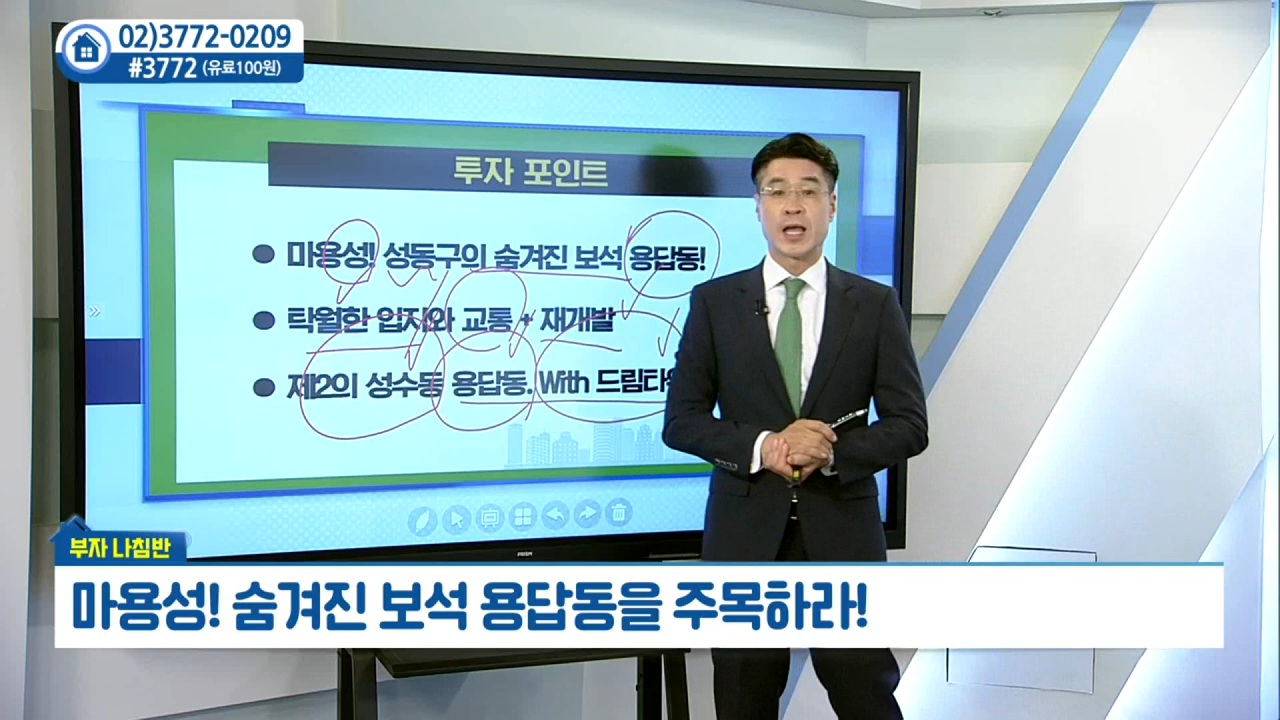 02)3772-0209
#3772 (유료100원)
투자 포인트
마용성! 성동구의 숨겨진 보석 용답동!
탁월한 입지와 교통 + 재개발
제2의 성수동 용답동. With 드림타
PRISM
부자 나침반
마용성! 숨겨진 보석 용답동을 주목하라!